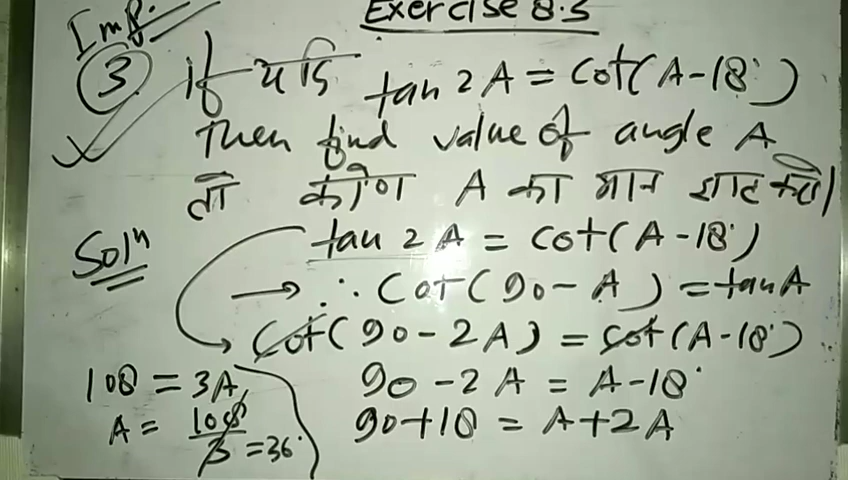 Imp.
Exercise 8.3
③ if यदि tan 2A = Cot(A-18°)
Then find value of angle A
तो कोण A का मान ज्ञात करो।
Solⁿ
tan 2A = Cot(A-18°)
→ ∴ Cot(90-A) = tanA
Cot(90-2A) = Cot(A-18°)
90-2A = A-18°
90+18 = A+2A
108 = 3A
A = 108/3 = 36°